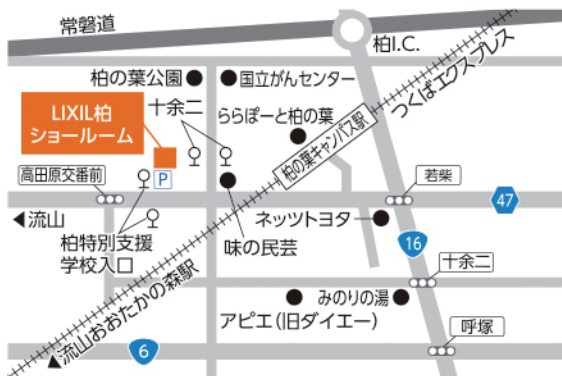 常磐道
柏I.C.
つくばエクスプレス
柏の葉公園
国立がんセンター
LIXIL柏
ショールーム
十余二
ららぽーと柏の葉
柏の葉キャンパス駅
高田原交番前
P
若柴
47
◀流山
ネッツトヨタ
柏特別支援
学校入口
味の民芸
16
十余二
みのりの湯
アピエ(旧ダイエー)
呼塚
▲流山おおたかの森駅
6